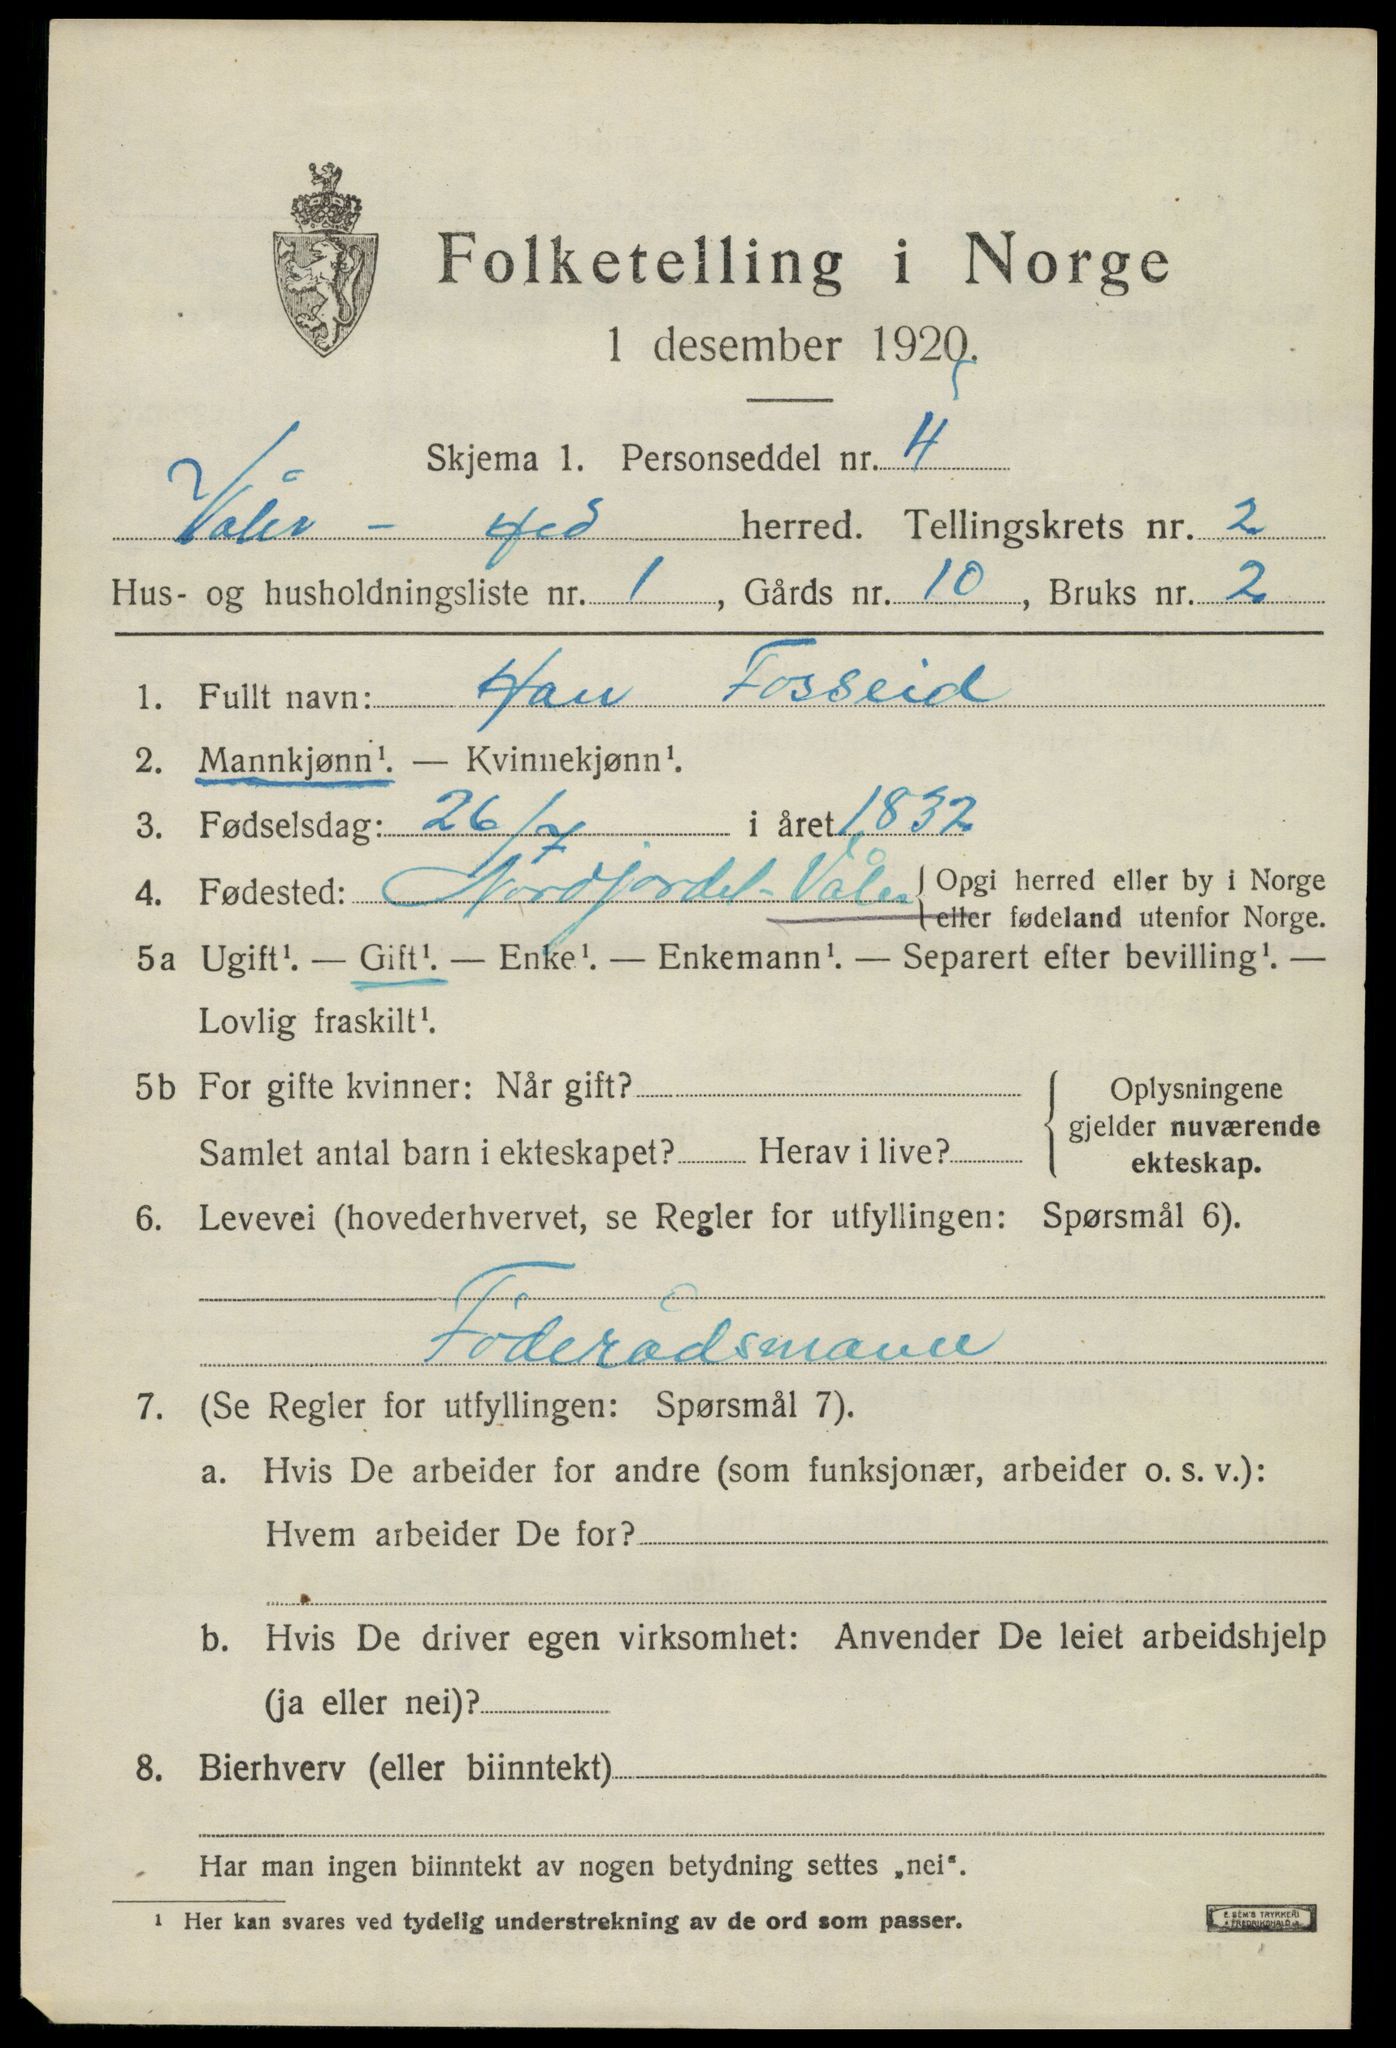 Folketelling i Norge
1 desember 1920.
Skjema 1. Personseddel nr. 4
Våler - Hed herred. Tellingskrets nr. 2
Hus- og husholdningsliste nr. 1, Gårds nr. 10, Bruks nr. 2
1. Fullt navn: Han Fosseid
2. Mannkjønn¹. — Kvinnekjønn¹.
3. Fødselsdag: 26/7 i året 1832
4. Fødested: Nordjordet - Våler { Opgi herred eller by i Norge
eller fødeland utenfor Norge.
5a Ugift¹. — Gift¹. — Enke¹. — Enkemann¹. — Separert efter bevilling¹. —
Lovlig fraskilt¹.
5b For gifte kvinner: Når gift? { Oplysningene
gjelder nuværende
Samlet antal barn i ekteskapet? Herav i live? ekteskap.
6. Levevei (hovederhvervet, se Regler for utfyllingen: Spørsmål 6).
Föderådsmann
7. (Se Regler for utfyllingen: Spørsmål 7).
a. Hvis De arbeider for andre (som funksjonær, arbeider o. s. v.):
Hvem arbeider De for?
b. Hvis De driver egen virksomhet: Anvender De leiet arbeidshjelp
(ja eller nei)?
8. Bierhverv (eller biinntekt)
Har man ingen biinntekt av nogen betydning settes „nei“.
¹ Her kan svares ved tydelig understrekning av de ord som passer.
E. SEM'S TRYKKERI
FREDRIKSHALD